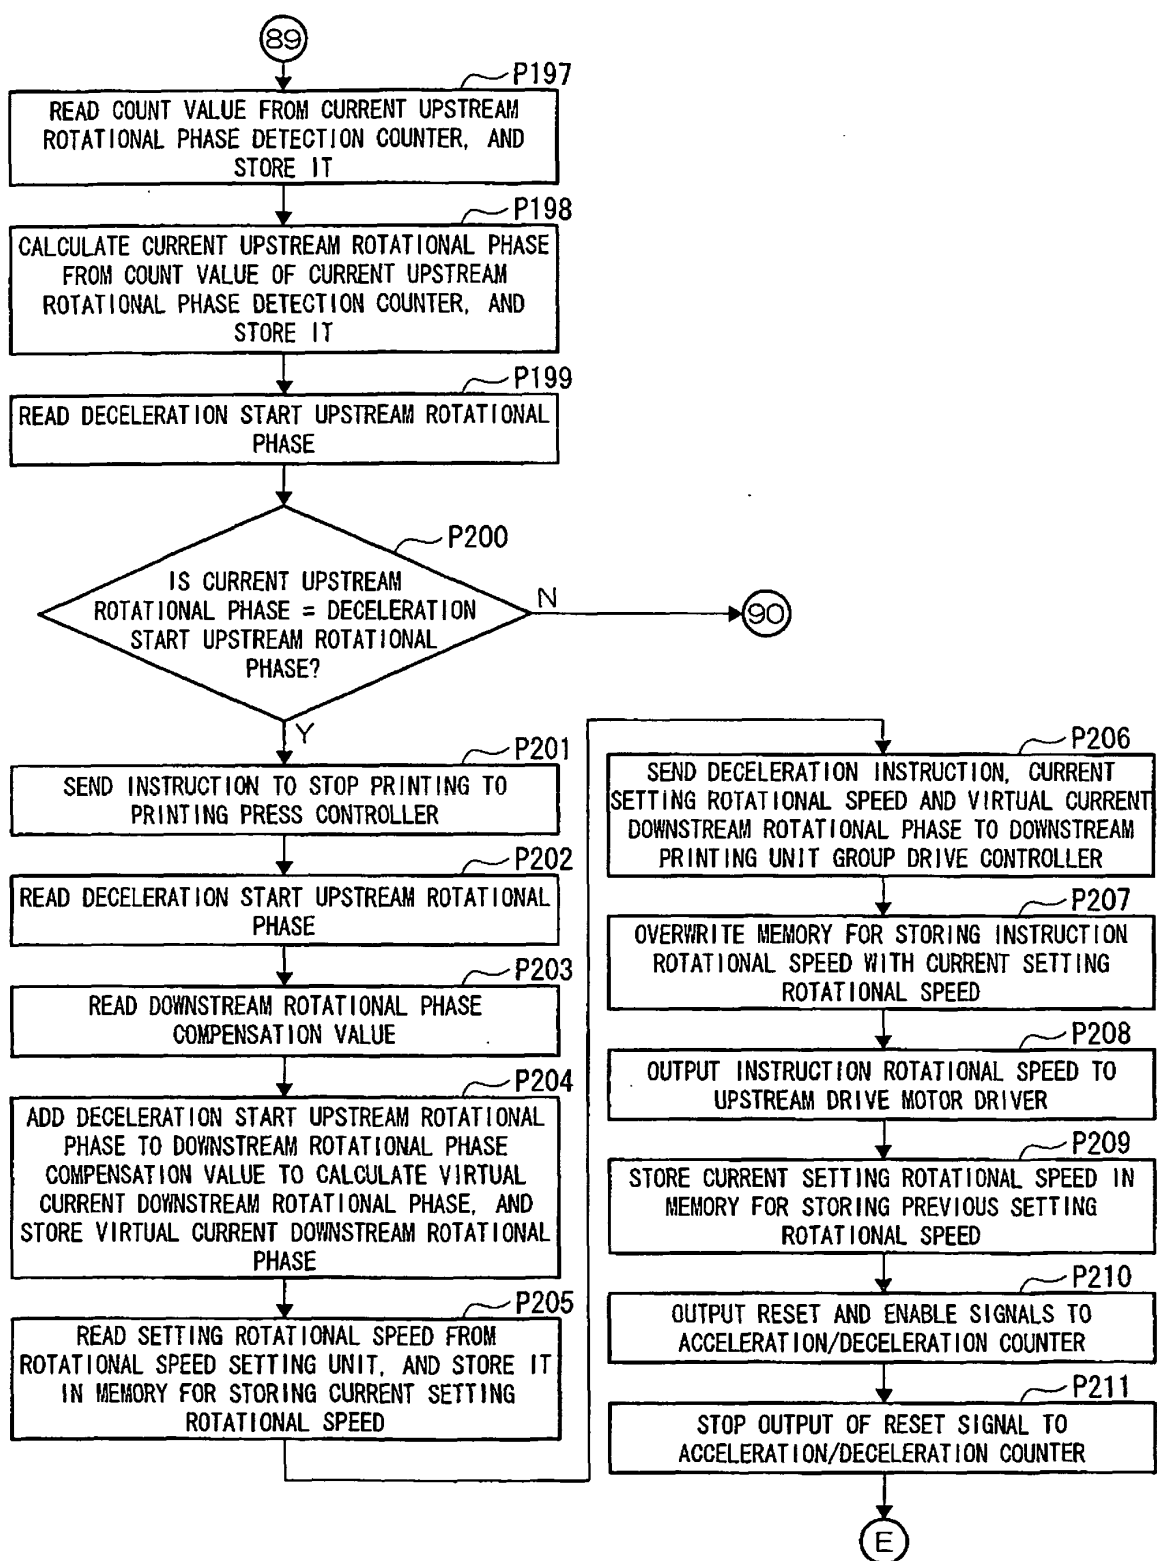 89
P197
READ COUNT VALUE FROM CURRENT UPSTREAM
ROTATIONAL PHASE DETECTION COUNTER, AND
STORE IT
P198
CALCULATE CURRENT UPSTREAM ROTATIONAL PHASE
FROM COUNT VALUE OF CURRENT UPSTREAM
ROTATIONAL PHASE DETECTION COUNTER, AND
STORE IT
P199
READ DECELERATION START UPSTREAM ROTATIONAL
PHASE
P200
IS CURRENT UPSTREAM
ROTATIONAL PHASE = DECELERATION
START UPSTREAM ROTATIONAL
PHASE?
N
90
Y
P201
SEND INSTRUCTION TO STOP PRINTING TO
PRINTING PRESS CONTROLLER
P202
READ DECELERATION START UPSTREAM ROTATIONAL
PHASE
P203
READ DOWNSTREAM ROTATIONAL PHASE
COMPENSATION VALUE
P204
ADD DECELERATION START UPSTREAM ROTATIONAL
PHASE TO DOWNSTREAM ROTATIONAL PHASE
COMPENSATION VALUE TO CALCULATE VIRTUAL
CURRENT DOWNSTREAM ROTATIONAL PHASE, AND
STORE VIRTUAL CURRENT DOWNSTREAM ROTATIONAL
PHASE
P205
READ SETTING ROTATIONAL SPEED FROM
ROTATIONAL SPEED SETTING UNIT, AND STORE IT
IN MEMORY FOR STORING CURRENT SETTING
ROTATIONAL SPEED
P206
SEND DECELERATION INSTRUCTION, CURRENT
SETTING ROTATIONAL SPEED AND VIRTUAL CURRENT
DOWNSTREAM ROTATIONAL PHASE TO DOWNSTREAM
PRINTING UNIT GROUP DRIVE CONTROLLER
P207
OVERWRITE MEMORY FOR STORING INSTRUCTION
ROTATIONAL SPEED WITH CURRENT SETTING
ROTATIONAL SPEED
P208
OUTPUT INSTRUCTION ROTATIONAL SPEED TO
UPSTREAM DRIVE MOTOR DRIVER
P209
STORE CURRENT SETTING ROTATIONAL SPEED IN
MEMORY FOR STORING PREVIOUS SETTING
ROTATIONAL SPEED
P210
OUTPUT RESET AND ENABLE SIGNALS TO
ACCELERATION/DECELERATION COUNTER
P211
STOP OUTPUT OF RESET SIGNAL TO
ACCELERATION/DECELERATION COUNTER
E